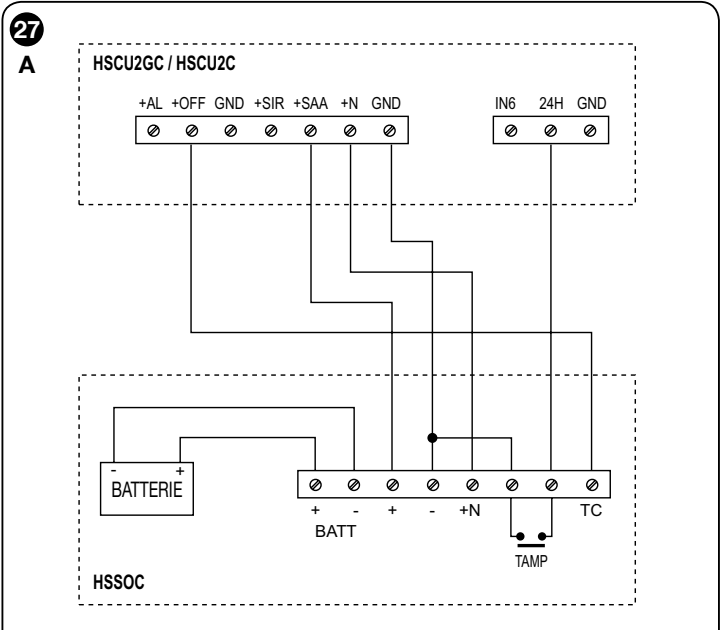 27
A
HSCU2GC / HSCU2C
+AL +OFF GND +SIR +SAA +N GND
IN6 24H GND
- +
BATTERIE
+ - + - +N TC
BATT
TAMP
HSSOC